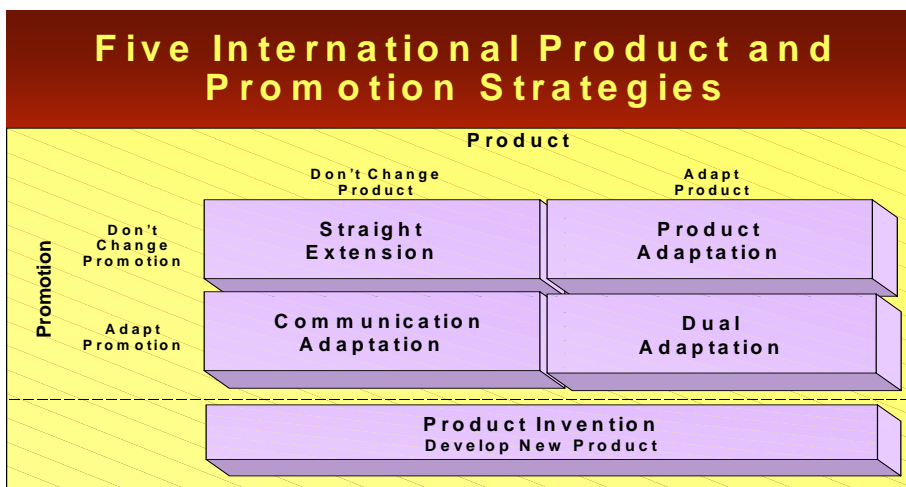 Five International Product and
Promotion Strategies
Product
Don't Change
Product
Adapt
Product
Promotion
Don't
Change
Promotion
Straight
Extension
Product
Adaptation
Adapt
Promotion
Communication
Adaptation
Dual
Adaptation
Product Invention
Develop New Product